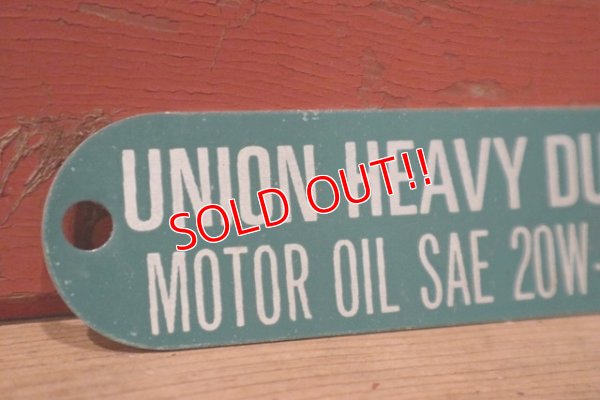 UNION HEAVY DU
SOLD OUT!!
MOTOR OIL SAE 20W-